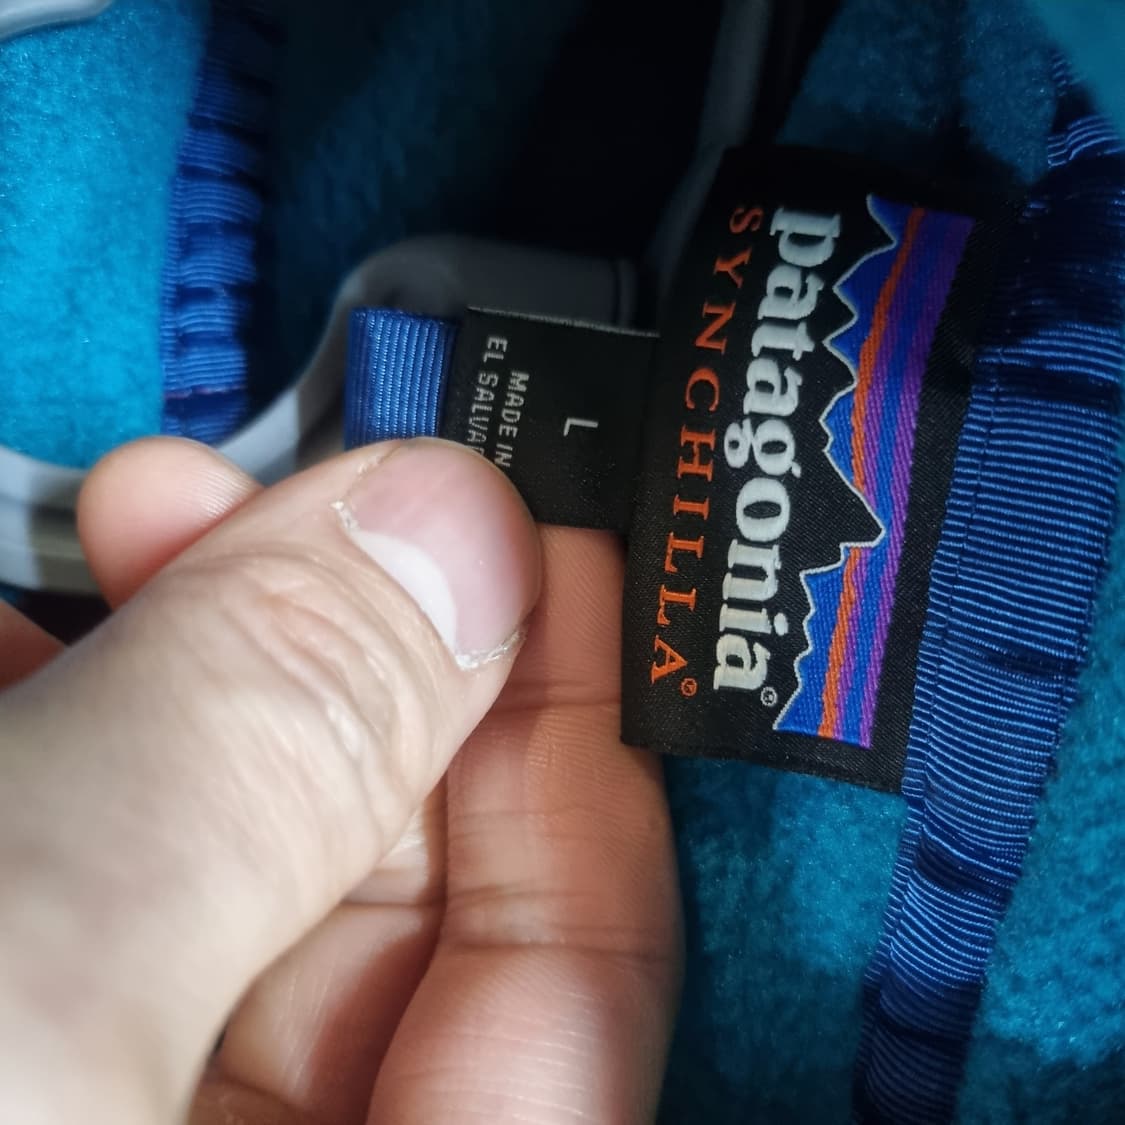 patagonia®
SYNCHILLA®
L
MADE IN
EL SALVA